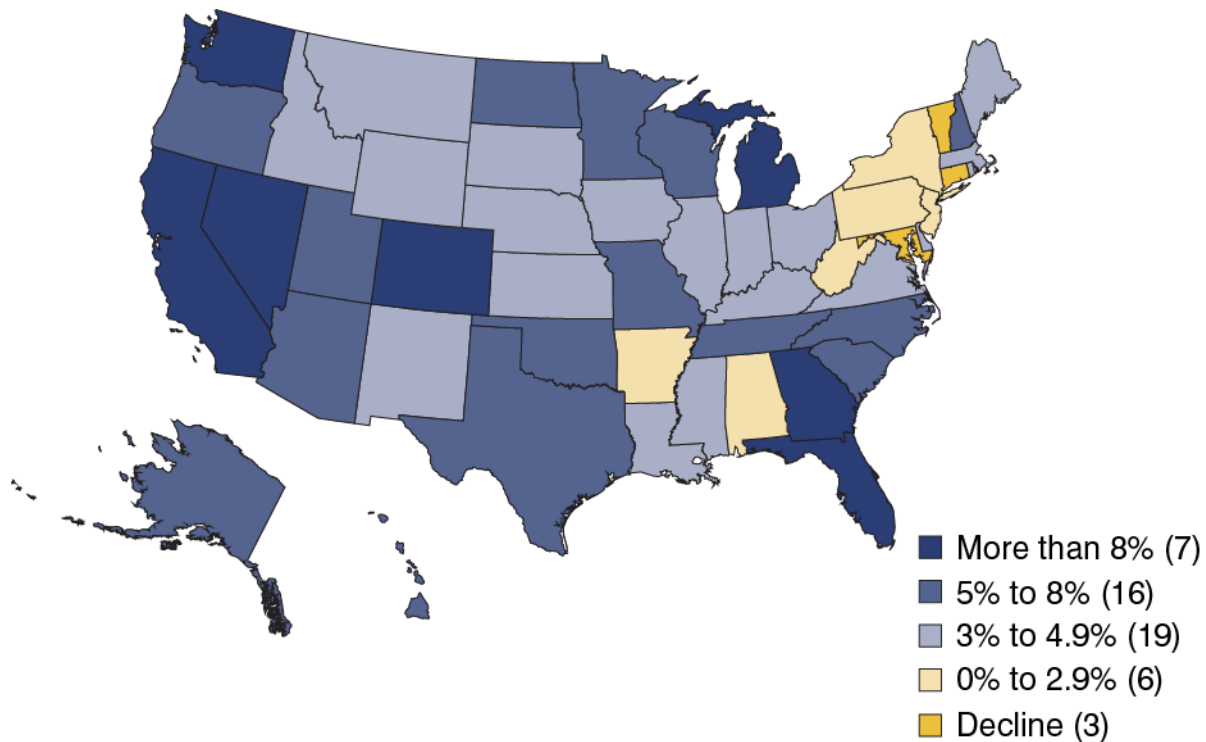 More than 8% (7)
5% to 8% (16)
3% to 4.9% (19)
0% to 2.9% (6)
Decline (3)